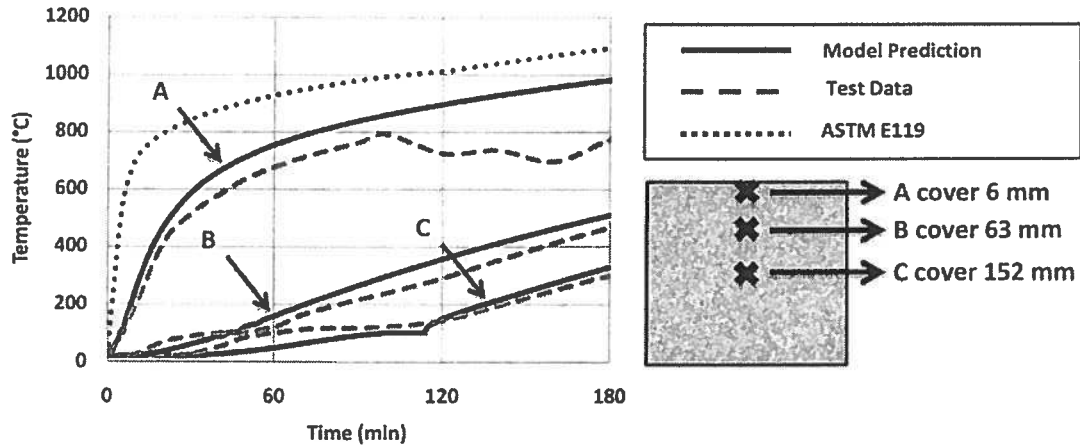 1200
1000
800
600
400
200
0
Temperature (°C)
A
B
C
0
60
120
180
Time (min)
Model Prediction
Test Data
ASTM E119
A cover 6 mm
B cover 63 mm
C cover 152 mm